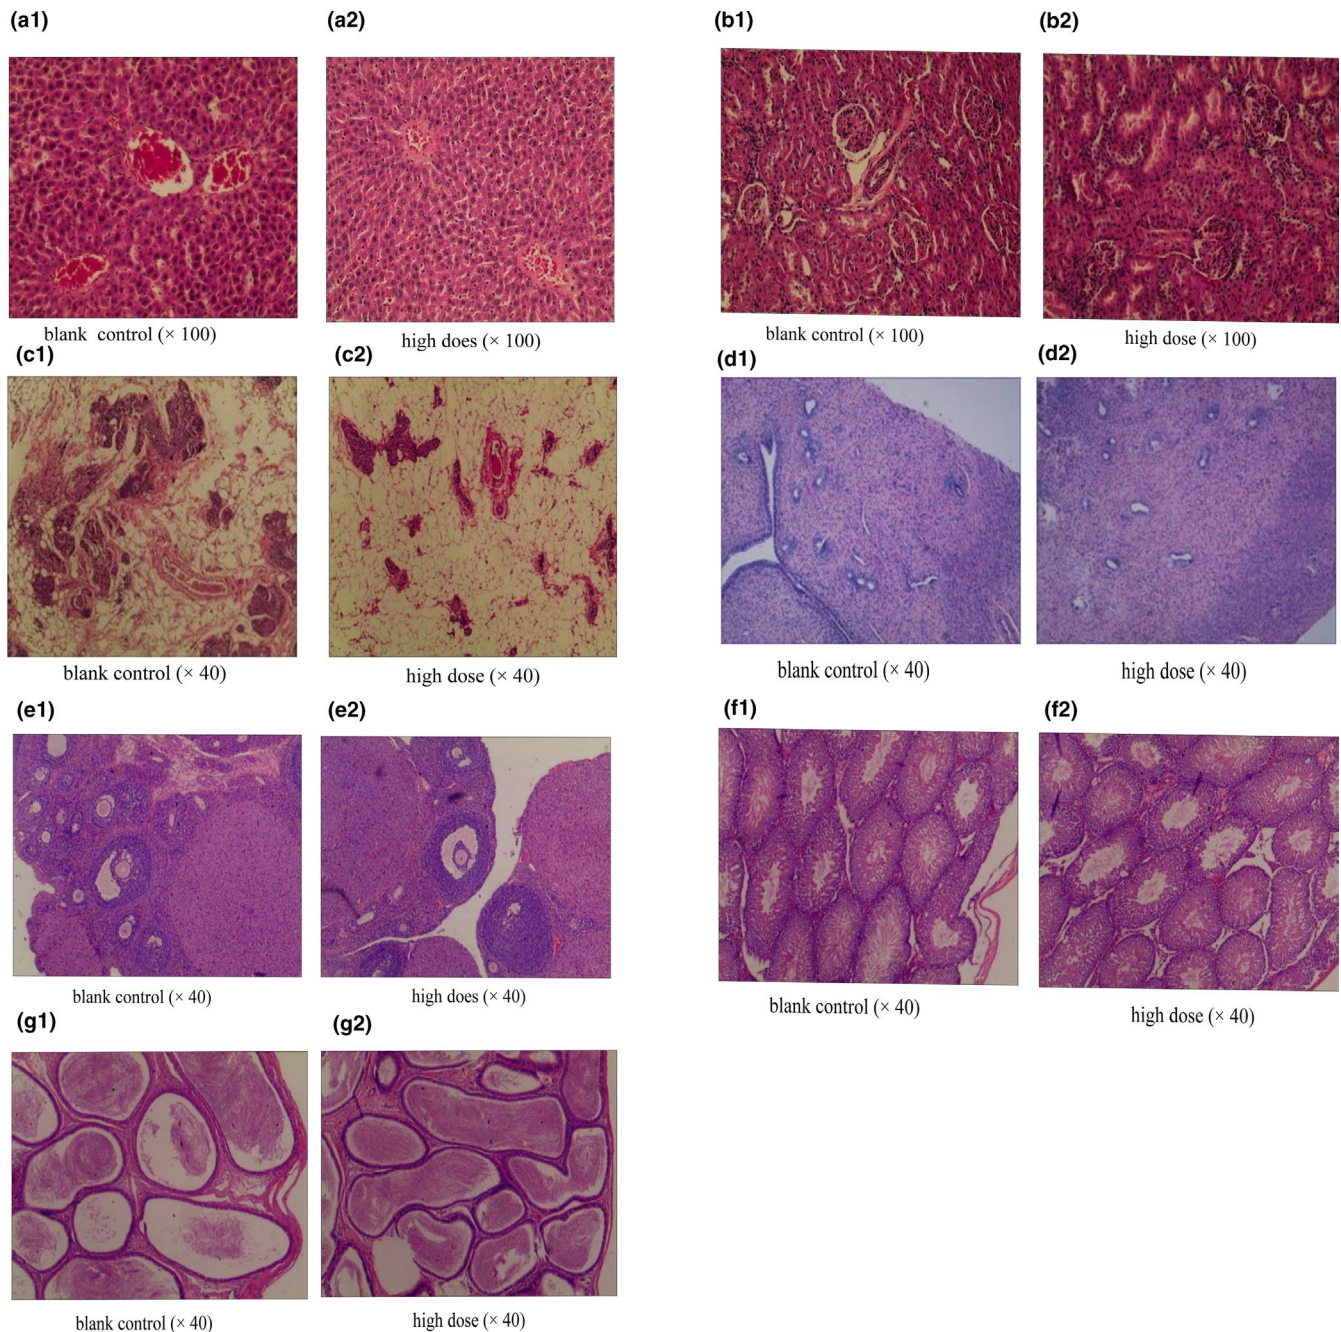 (a1) (a2) (b1) (b2)
blank control (× 100) high does (× 100) blank control (× 100) high dose (× 100)
(c1) (c2) (d1) (d2)
blank control (× 40) high dose (× 40) blank control (× 40) high dose (× 40)
(e1) (e2) (f1) (f2)
blank control (× 40) high does (× 40) blank control (× 40) high dose (× 40)
(g1) (g2)
blank control (× 40) high dose (× 40)